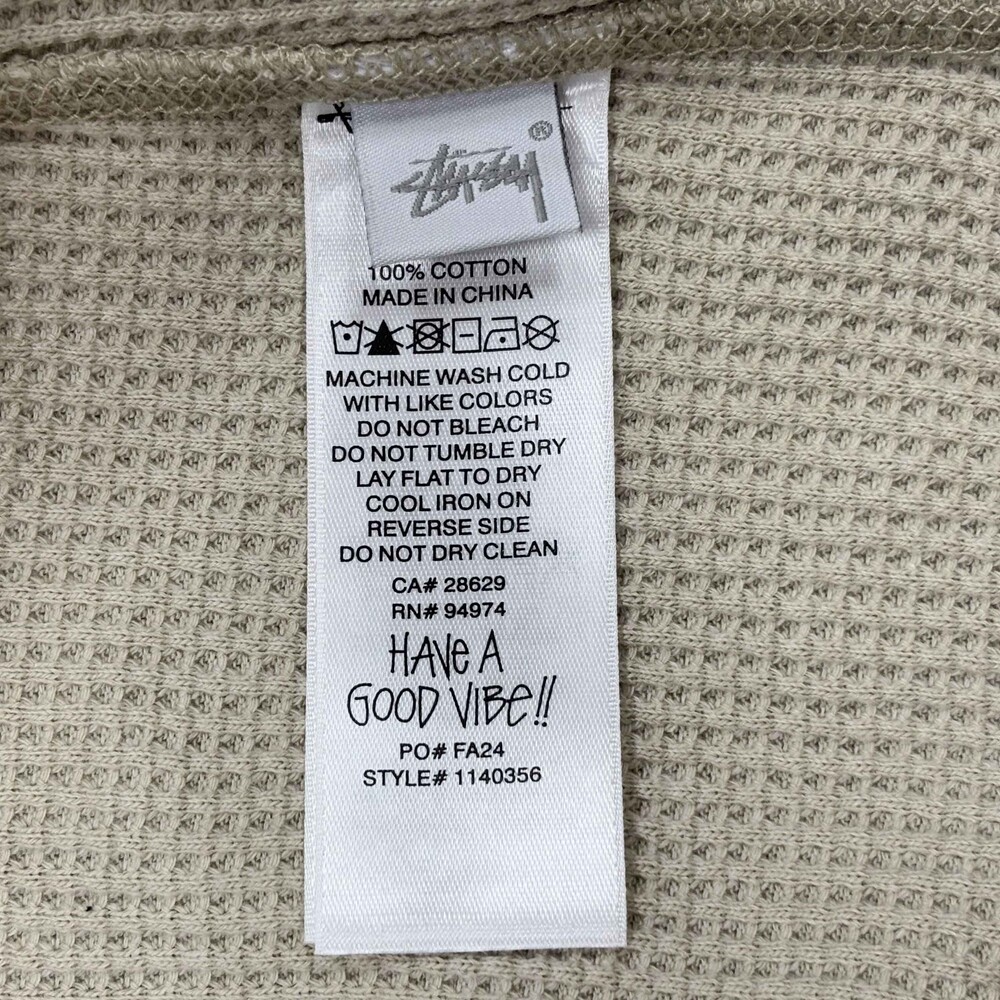 Stüssy ®
100% COTTON
MADE IN CHINA
MACHINE WASH COLD
WITH LIKE COLORS
DO NOT BLEACH
DO NOT TUMBLE DRY
LAY FLAT TO DRY
COOL IRON ON
REVERSE SIDE
DO NOT DRY CLEAN
CA# 28629
RN# 94974
HAVe A
GOOD VIBe!!
PO# FA24
STYLE# 1140356